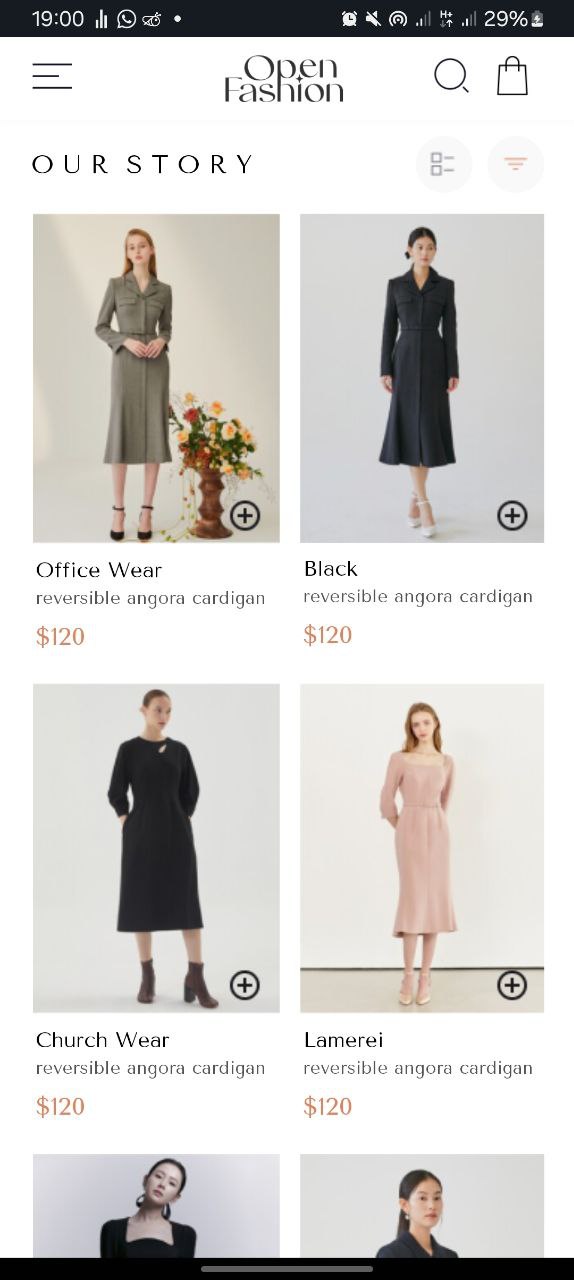 19:00 29%
Open
Fashion
OUR STORY
Office Wear
reversible angora cardigan
$120
Black
reversible angora cardigan
$120
Church Wear
reversible angora cardigan
$120
Lamerei
reversible angora cardigan
$120